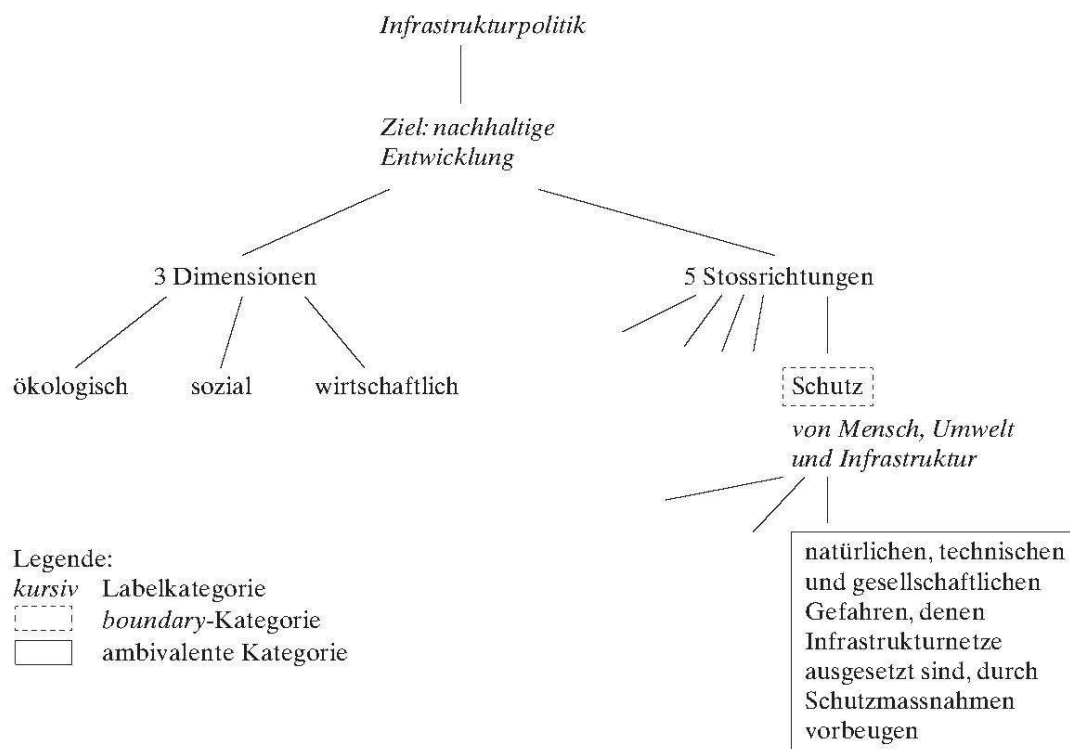 Infrastrukturpolitik
Ziel: nachhaltige
Entwicklung
3 Dimensionen
5 Stossrichtungen
ökologisch
sozial
wirtschaftlich
Schutz
von Mensch, Umwelt
und Infrastruktur
natürlichen, technischen
und gesellschaftlichen
Gefahren, denen
Infrastrukturnetze
ausgesetzt sind, durch
Schutzmassnahmen
vorbeugen
Legende:
kursiv Labelkategorie
boundary-Kategorie
ambivalente Kategorie